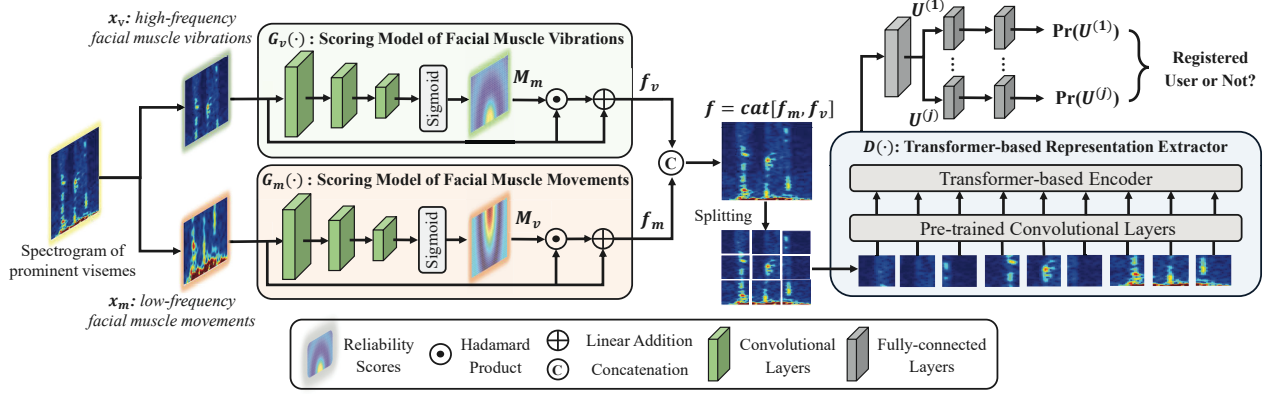 x_v: high-frequency
facial muscle vibrations
G_v(·) : Scoring Model of Facial Muscle Vibrations
Sigmoid
M_m
f_v
Spectrogram of
prominent visemes
G_m(·) : Scoring Model of Facial Muscle Movements
Sigmoid
M_v
f_m
x_m: low-frequency
facial muscle movements
C
f = cat[f_m, f_v]
Splitting
U^(1)
Pr(U^(1))
U^(j)
Pr(U^(j))
Registered
User or Not?
D(·): Transformer-based Representation Extractor
Transformer-based Encoder
Pre-trained Convolutional Layers
Reliability
Scores
Hadamard
Product
Linear Addition
C Concatenation
Convolutional
Layers
Fully-connected
Layers